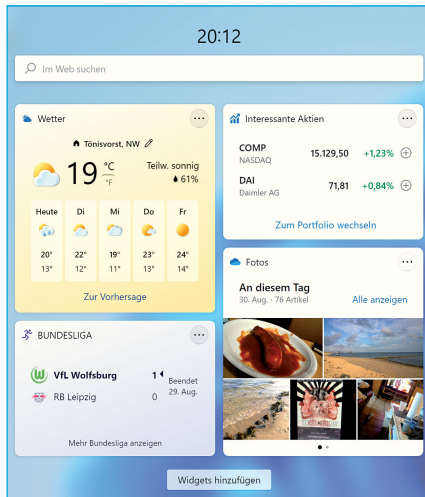 20:12
Im Web suchen
Wetter
Tönisvorst, NW
19 °C
°F
Teilw. sonnig
61%
Heute Di Mi Do Fr
20° 22° 19° 23° 24°
13° 12° 11° 13° 14°
Zur Vorhersage
BUNDESLIGA
VfL Wolfsburg 1
RB Leipzig 0
Beendet
29. Aug.
Mehr Bundesliga anzeigen
Interessante Aktien
COMP 15.129,50 +1,23%
NASDAQ
DAI 71,81 +0,84%
Daimler AG
Zum Portfolio wechseln
Fotos
An diesem Tag
30. Aug. · 76 Artikel Alle anzeigen
Widgets hinzufügen